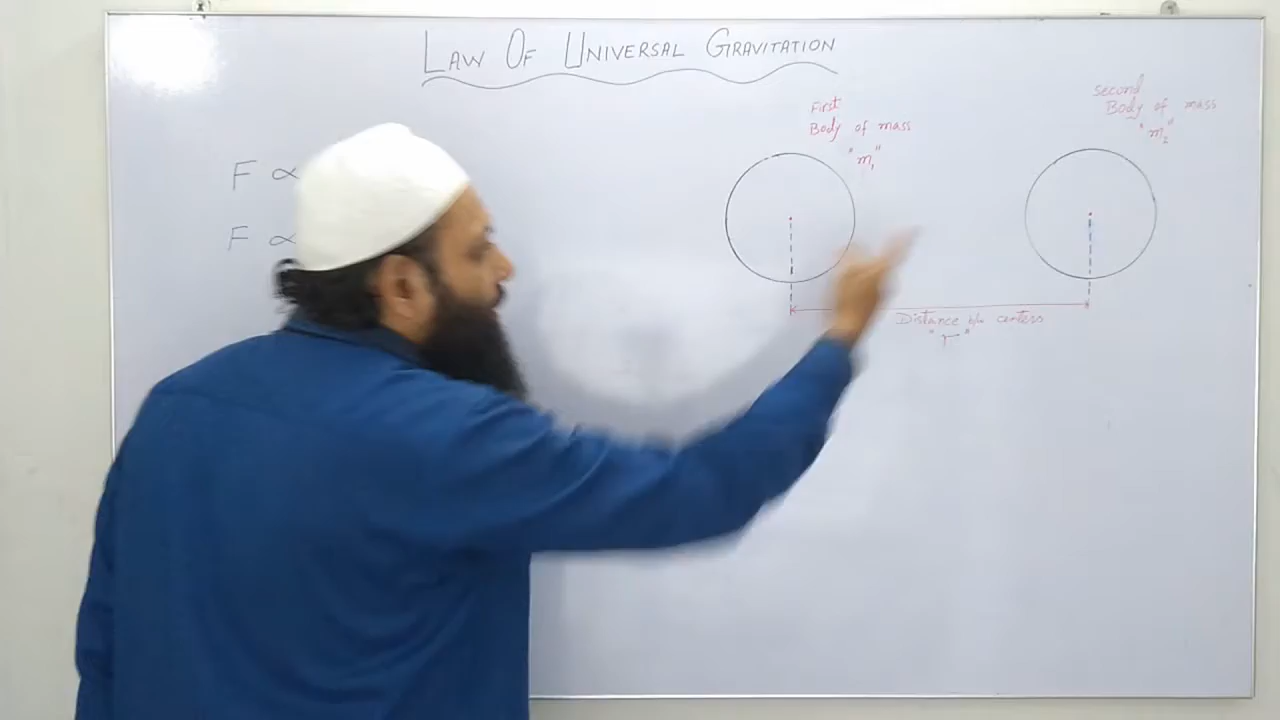 LAW OF UNIVERSAL GRAVITATION
F ∝
F ∝
First
Body of mass
"m₁"
second
Body of mass
"m₂"
Distance b/w centers
"r"